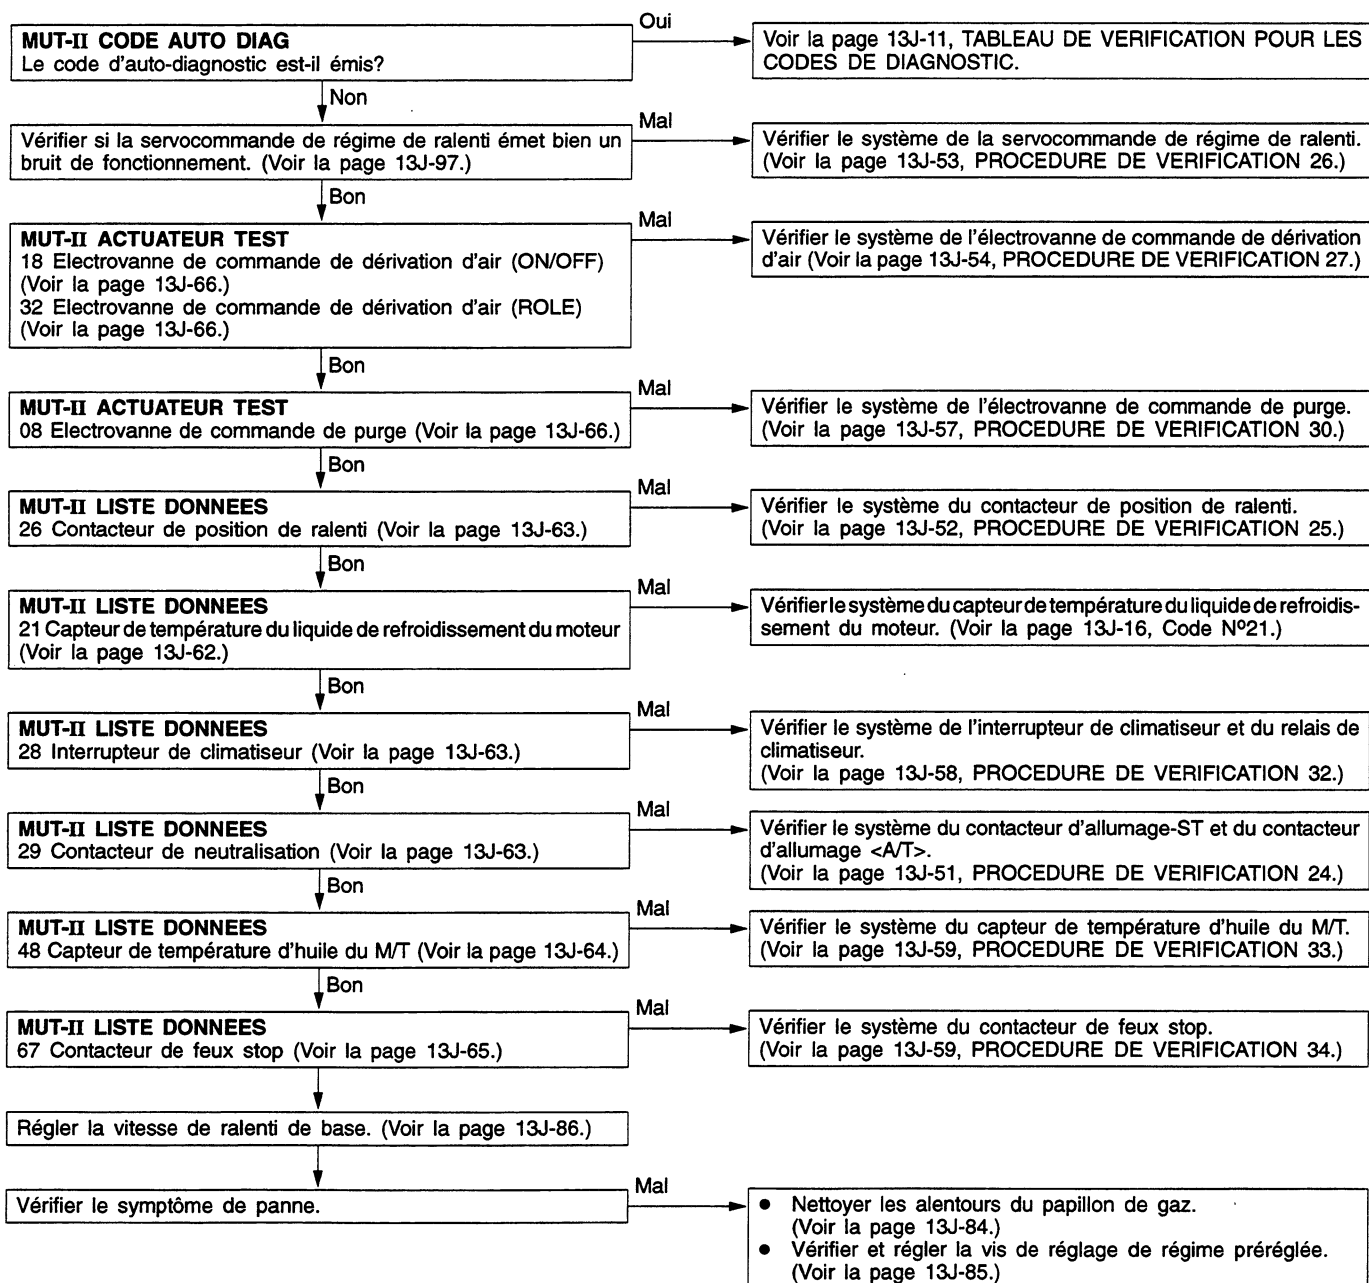 MUT-II CODE AUTO DIAG
Le code d'auto-diagnostic est-il émis?
Oui
Voir la page 13J-11, TABLEAU DE VERIFICATION POUR LES
CODES DE DIAGNOSTIC.
Non
Vérifier si la servocommande de régime de ralenti émet bien un
bruit de fonctionnement. (Voir la page 13J-97.)
Mal
Vérifier le système de la servocommande de régime de ralenti.
(Voir la page 13J-53, PROCEDURE DE VERIFICATION 26.)
Bon
MUT-II ACTUATEUR TEST
18 Electrovanne de commande de dérivation d'air (ON/OFF)
(Voir la page 13J-66.)
32 Electrovanne de commande de dérivation d'air (ROLE)
(Voir la page 13J-66.)
Mal
Vérifier le système de l'électrovanne de commande de dérivation
d'air (Voir la page 13J-54, PROCEDURE DE VERIFICATION 27.)
Bon
MUT-II ACTUATEUR TEST
08 Electrovanne de commande de purge (Voir la page 13J-66.)
Mal
Vérifier le système de l'électrovanne de commande de purge.
(Voir la page 13J-57, PROCEDURE DE VERIFICATION 30.)
Bon
MUT-II LISTE DONNEES
26 Contacteur de position de ralenti (Voir la page 13J-63.)
Mal
Vérifier le système du contacteur de position de ralenti.
(Voir la page 13J-52, PROCEDURE DE VERIFICATION 25.)
Bon
MUT-II LISTE DONNEES
21 Capteur de température du liquide de refroidissement du moteur
(Voir la page 13J-62.)
Mal
Vérifier le système du capteur de température du liquide de refroidis-
sement du moteur. (Voir la page 13J-16, Code Nº21.)
Bon
MUT-II LISTE DONNEES
28 Interrupteur de climatiseur (Voir la page 13J-63.)
Mal
Vérifier le système de l'interrupteur de climatiseur et du relais de
climatiseur.
(Voir la page 13J-58, PROCEDURE DE VERIFICATION 32.)
Bon
MUT-II LISTE DONNEES
29 Contacteur de neutralisation (Voir la page 13J-63.)
Mal
Vérifier le système du contacteur d'allumage-ST et du contacteur
d'allumage <A/T>.
(Voir la page 13J-51, PROCEDURE DE VERIFICATION 24.)
Bon
MUT-II LISTE DONNEES
48 Capteur de température d'huile du M/T (Voir la page 13J-64.)
Mal
Vérifier le système du capteur de température d'huile du M/T.
(Voir la page 13J-59, PROCEDURE DE VERIFICATION 33.)
Bon
MUT-II LISTE DONNEES
67 Contacteur de feux stop (Voir la page 13J-65.)
Mal
Vérifier le système du contacteur de feux stop.
(Voir la page 13J-59, PROCEDURE DE VERIFICATION 34.)
Régler la vitesse de ralenti de base. (Voir la page 13J-86.)
Vérifier le symptôme de panne.
Mal
● Nettoyer les alentours du papillon de gaz.
(Voir la page 13J-84.)
● Vérifier et régler la vis de réglage de régime préréglée.
(Voir la page 13J-85.)